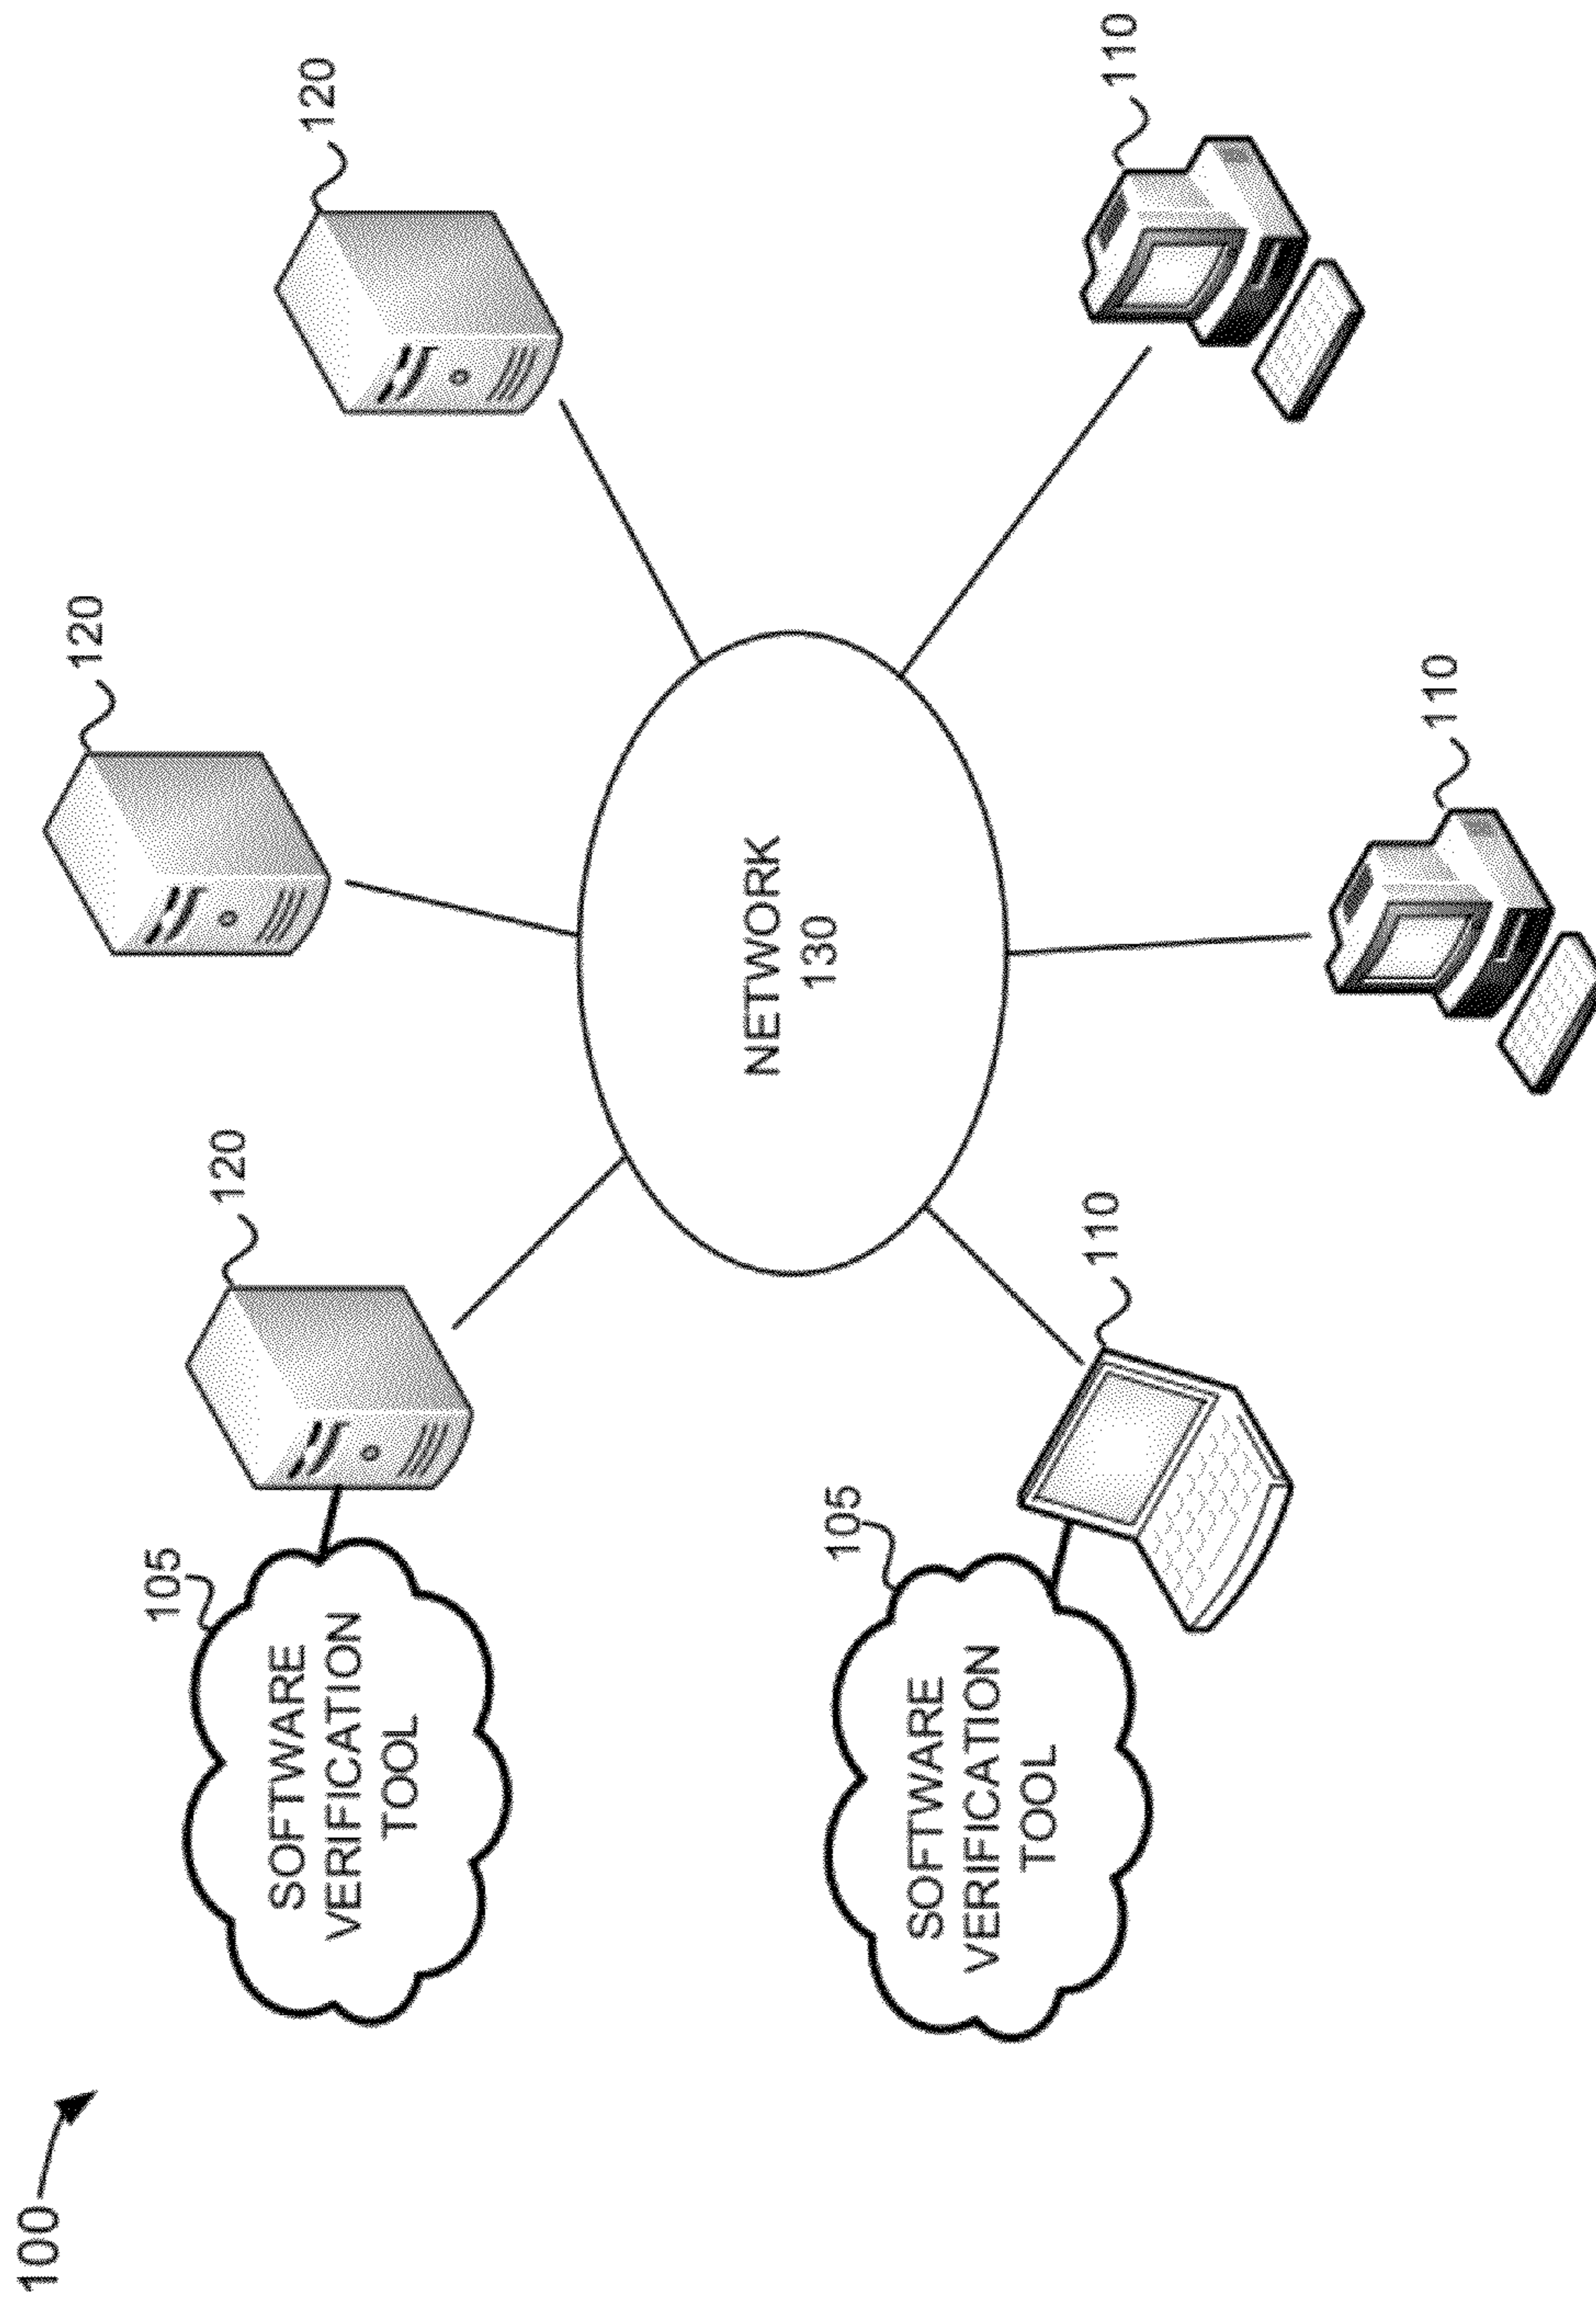 100
105
SOFTWARE
VERIFICATION
TOOL
120
120
120
NETWORK
130
105
SOFTWARE
VERIFICATION
TOOL
110
110
110